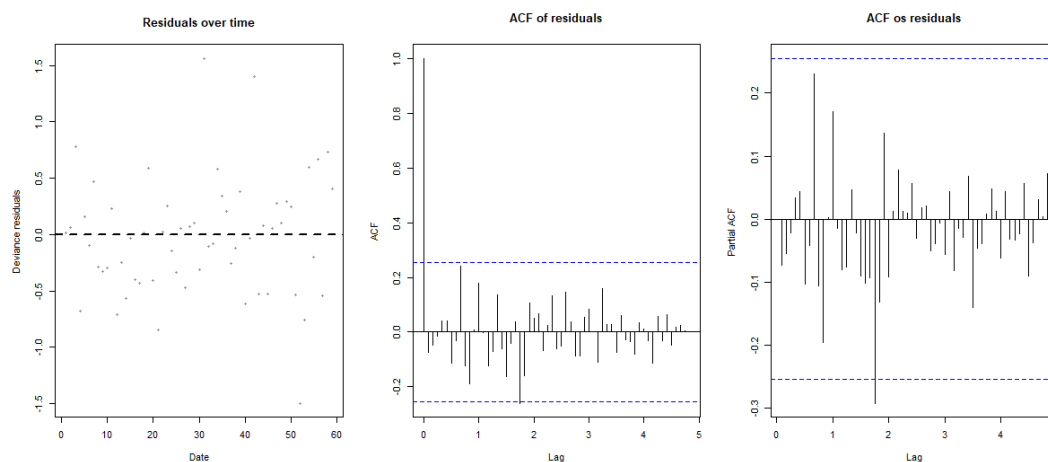 Residuals over time
Deviance residuals
1.5
1.0
0.5
0.0
-0.5
-1.0
-1.5
0 10 20 30 40 50 60
Date
ACF of residuals
ACF
1.0
0.8
0.6
0.4
0.2
0.0
-0.2
0 1 2 3 4 5
Lag
ACF os residuals
Partial ACF
0.2
0.1
0.0
-0.1
-0.2
-0.3
0 1 2 3 4
Lag